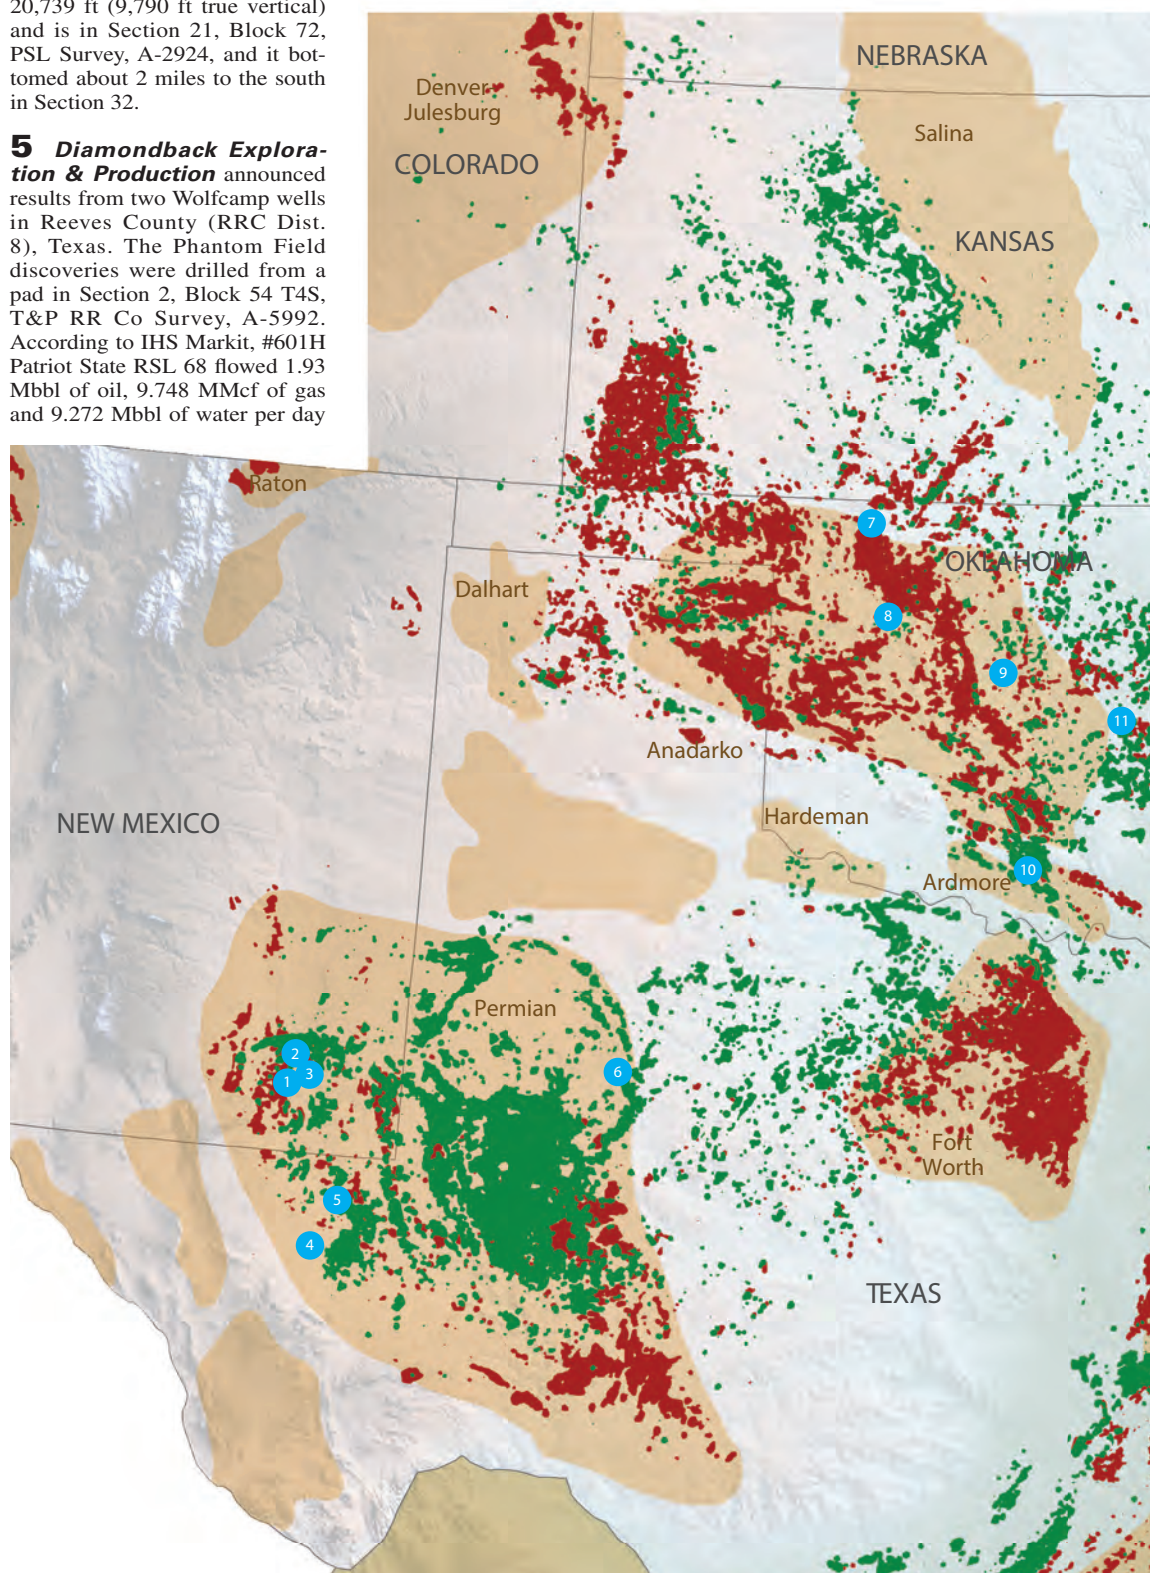 20,739 ft (9,790 ft true vertical)
and is in Section 21, Block 72,
PSL Survey, A-2924, and it bot-
tomed about 2 miles to the south
in Section 32.
5 Diamondback Explora-
tion & Production announced
results from two Wolfcamp wells
in Reeves County (RRC Dist.
8), Texas. The Phantom Field
discoveries were drilled from a
pad in Section 2, Block 54 T4S,
T&P RR Co Survey, A-5992.
According to IHS Markit, #601H
Patriot State RSL 68 flowed 1.93
Mbbl of oil, 9.748 MMcf of gas
and 9.272 Mbbl of water per day
NEBRASKA
Denver-
Julesburg
Salina
COLORADO
KANSAS
Raton
7
OKLAHOMA
Dalhart
8
9
11
Anadarko
Hardeman
NEW MEXICO
10
Ardmore
Permian
2
3
1
6
Fort
Worth
5
4
TEXAS